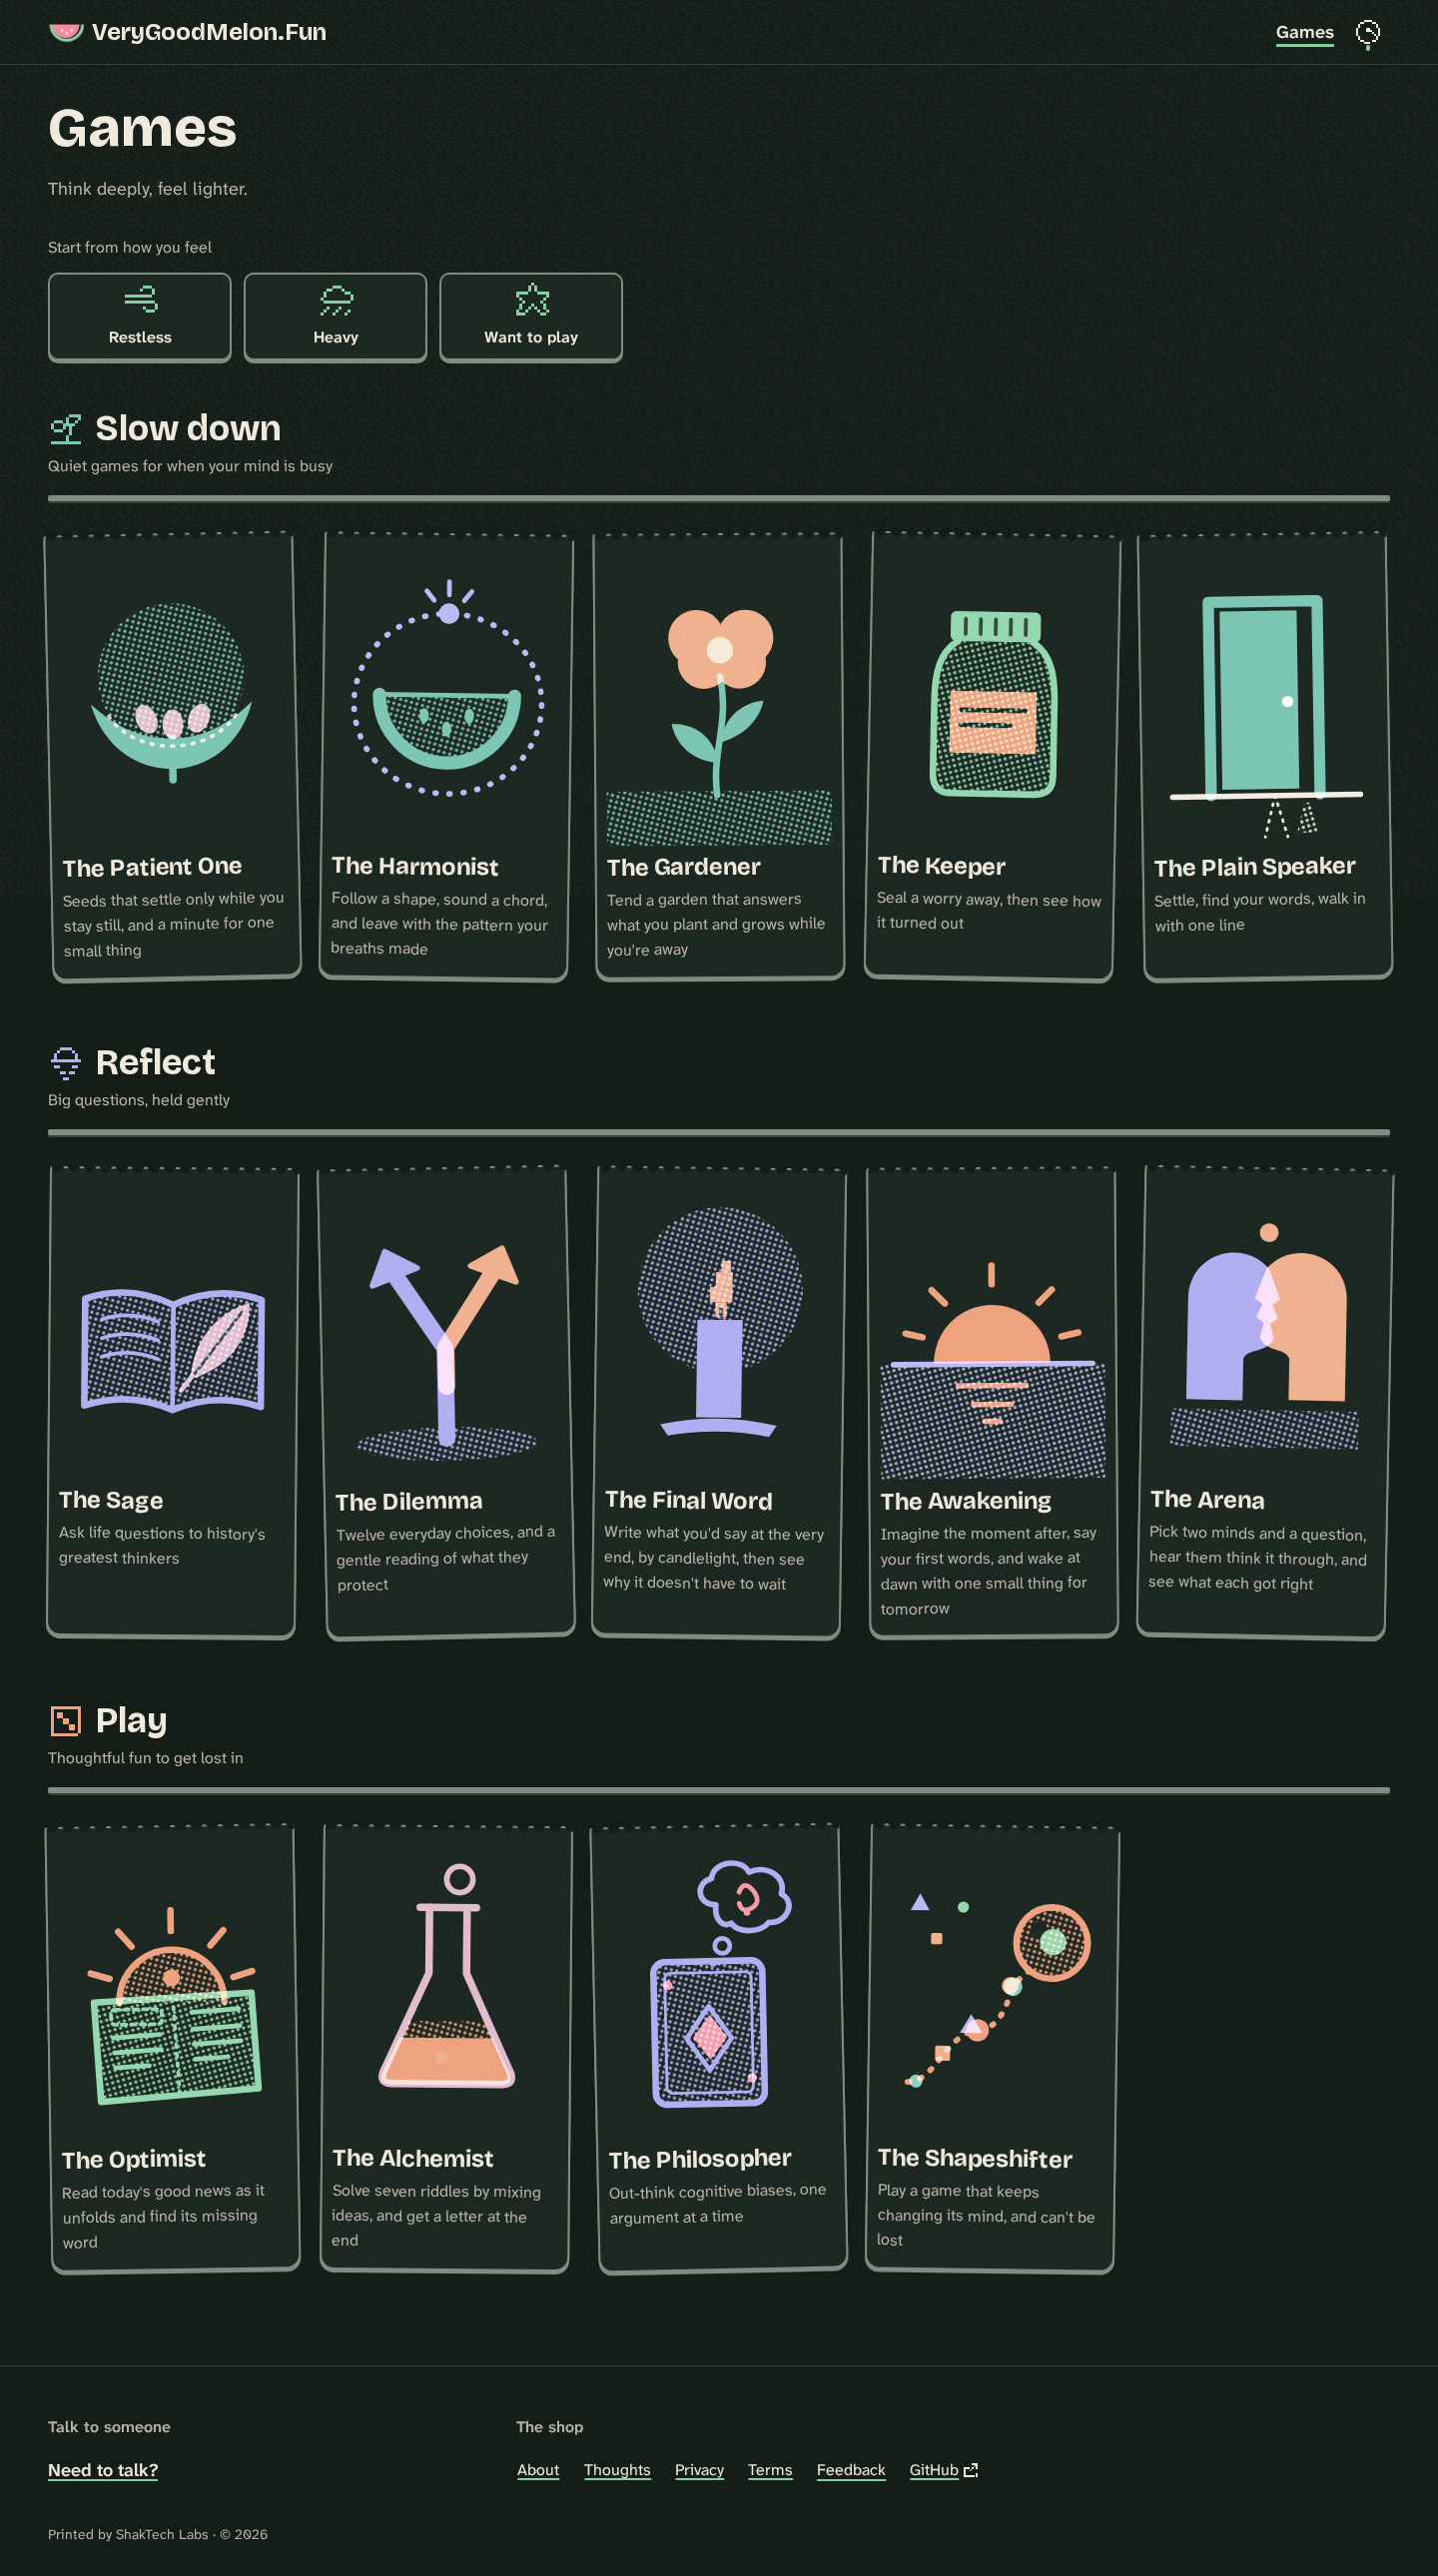 VeryGoodMelon.Fun
Games
Games
Think deeply, feel lighter.
Start from how you feel
Restless
Heavy
Want to play
Slow down
Quiet games for when your mind is busy
The Patient One
Seeds that settle only while you
stay still, and a minute for one
small thing
The Harmonist
Follow a shape, sound a chord,
and leave with the pattern your
breaths made
The Gardener
Tend a garden that answers
what you plant and grows while
you're away
The Keeper
Seal a worry away, then see how
it turned out
The Plain Speaker
Settle, find your words, walk in
with one line
Reflect
Big questions, held gently
The Sage
Ask life questions to history's
greatest thinkers
The Dilemma
Twelve everyday choices, and a
gentle reading of what they
protect
The Final Word
Write what you'd say at the very
end, by candlelight, then see
why it doesn't have to wait
The Awakening
Imagine the moment after, say
your first words, and wake at
dawn with one small thing for
tomorrow
The Arena
Pick two minds and a question,
hear them think it through, and
see what each got right
Play
Thoughtful fun to get lost in
The Optimist
Read today's good news as it
unfolds and find its missing
word
The Alchemist
Solve seven riddles by mixing
ideas, and get a letter at the
end
The Philosopher
Out-think cognitive biases, one
argument at a time
The Shapeshifter
Play a game that keeps
changing its mind, and can't be
lost
Talk to someone
Need to talk?
The shop
About Thoughts Privacy Terms Feedback GitHub
Printed by ShakTech Labs · © 2026